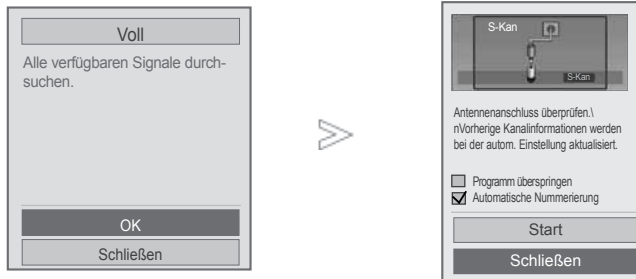 Voll
Alle verfügbaren Signale durch-
suchen.
OK
Schließen
S-Kan
S-Kan
Antennenanschluss überprüfen.\
nVorherige Kanalinformationen werden
bei der autom. Einstellung aktualisiert.
Programm überspringen
Automatische Nummerierung
Start
Schließen